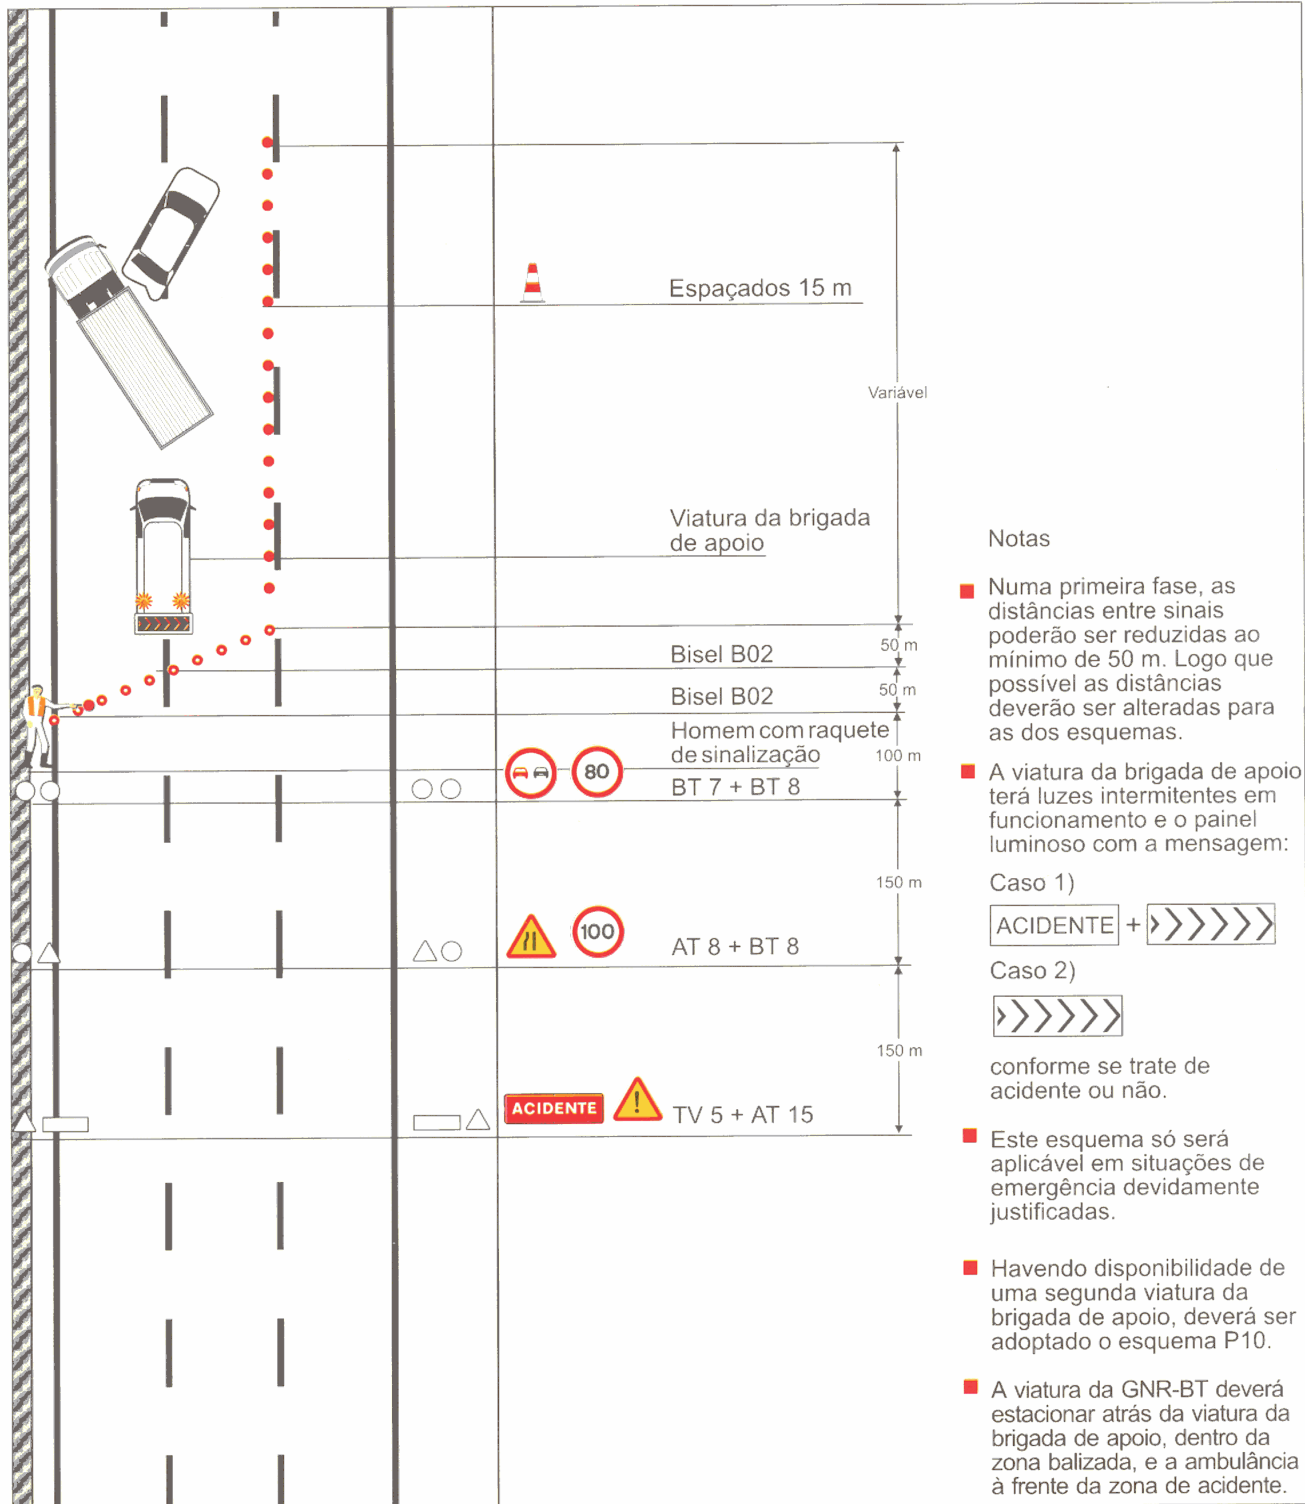 Espaçados 15 m
Variável
Viatura da brigada
de apoio
50 m
Bisel B02
50 m
Bisel B02
Homem com raquete
de sinalização
100 m
80
BT 7 + BT 8
150 m
100
AT 8 + BT 8
150 m
ACIDENTE
!
TV 5 + AT 15
Notas
Numa primeira fase, as
distâncias entre sinais
poderão ser reduzidas ao
mínimo de 50 m. Logo que
possível as distâncias
deverão ser alteradas para
as dos esquemas.
A viatura da brigada de apoio
terá luzes intermitentes em
funcionamento e o painel
luminoso com a mensagem:
Caso 1)
ACIDENTE +
Caso 2)
conforme se trate de
acidente ou não.
Este esquema só será
aplicável em situações de
emergência devidamente
justificadas.
Havendo disponibilidade de
uma segunda viatura da
brigada de apoio, deverá ser
adoptado o esquema P10.
A viatura da GNR-BT deverá
estacionar atrás da viatura da
brigada de apoio, dentro da
zona balizada, e a ambulância
à frente da zona de acidente.